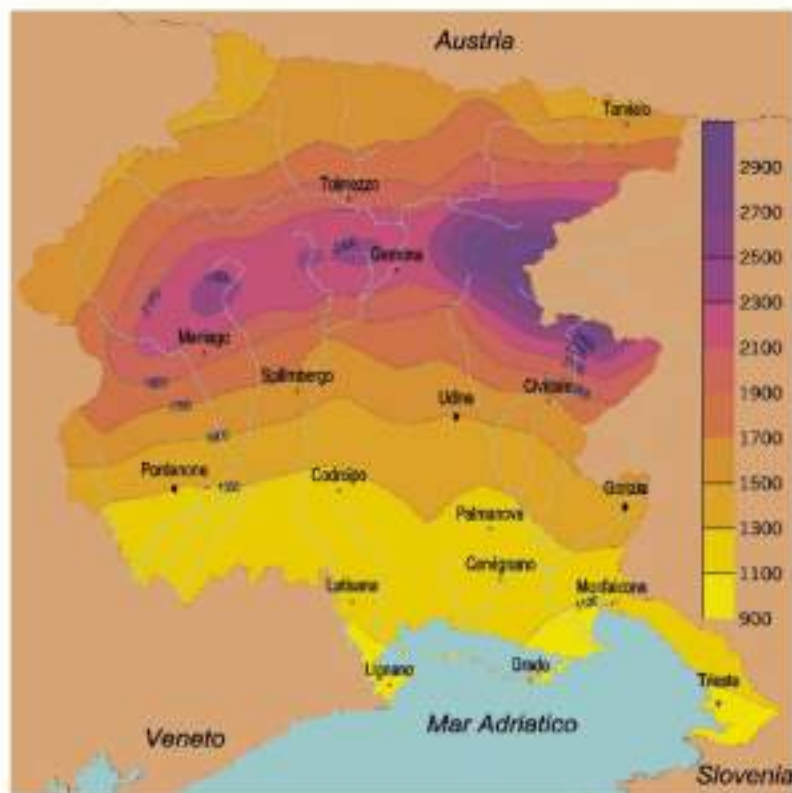 Austria
Tarvisio
2900
Tolmezzo
2700
2500
Gemona
2300
2100
Maniago
1900
Spilimbergo
Cividale
Udine
1700
1500
Pordenone
Codroipo
Gorizia
1300
Palmanova
1100
Cervignano
Latisana
Monfalcone
900
Lignano
Grado
Trieste
Veneto
Mar Adriatico
Slovenia